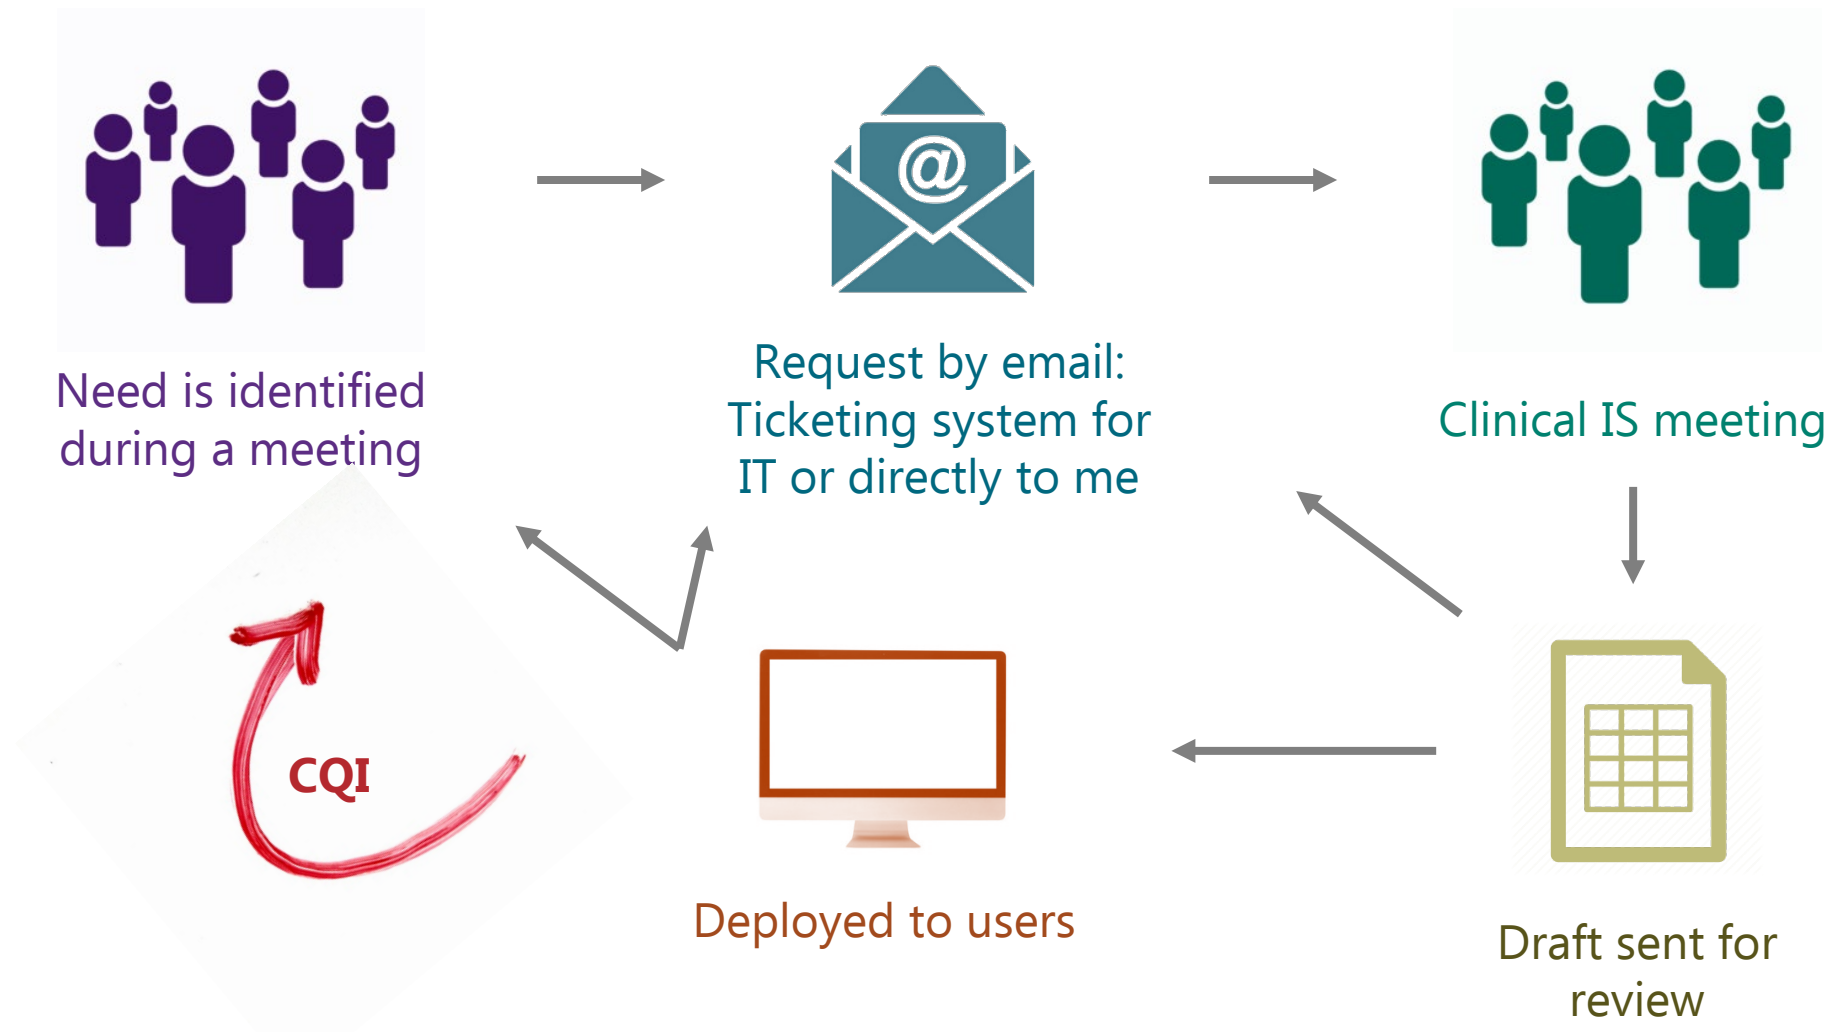 @
Need is identified
during a meeting
Request by email:
Ticketing system for
IT or directly to me
Clinical IS meeting
CQI
Deployed to users
Draft sent for
review